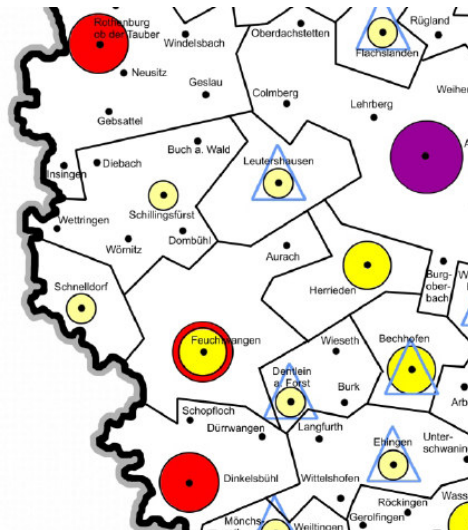 Rothenburg
ob der Tauber
Windelsbach
Oberdachstetten
Rügland
Flachslanden
Neusitz
Geslau
Colmberg
Weihe
Lehrberg
Gebsattel
Buch a. Wald
Leutershausen
A
Diebach
Insingen
Schillingsfürst
Wettringen
Dombühl
Wörnitz
Aurach
Burg-
ober-
bach
W
Schnelldorf
Herrieden
Feuchtwangen
Wieseth
Bechhofen
Dentlein
a. Forst
Burk
Arb
Schopfloch
Dürrwangen
Langfurth
Ehingen
Unter-
schwanin
Dinkelsbühl
Wittelshofen
Röckingen
Wass
Mönchs-
Weiltingen
Gerolfingen